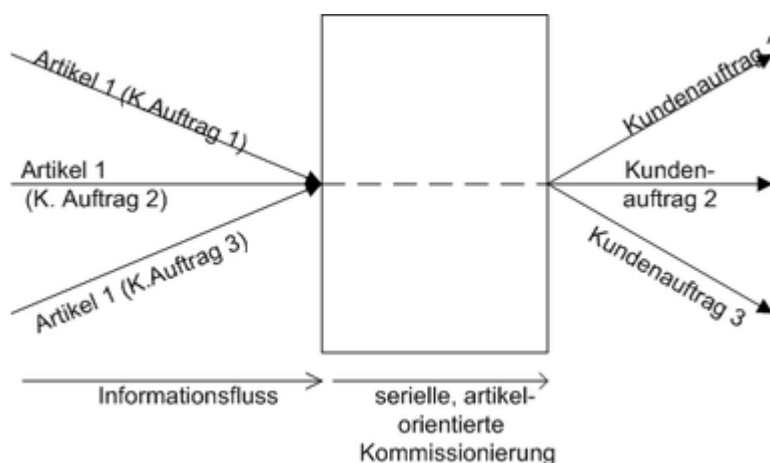 Artikel 1 (K.Auftrag 1)
Artikel 1
(K. Auftrag 2)
Artikel 1 (K.Auftrag 3)
Kundenauftrag 1
Kunden-
auftrag 2
Kundenauftrag 3
Informationsfluss
serielle, artikel-
orientierte
Kommissionierung